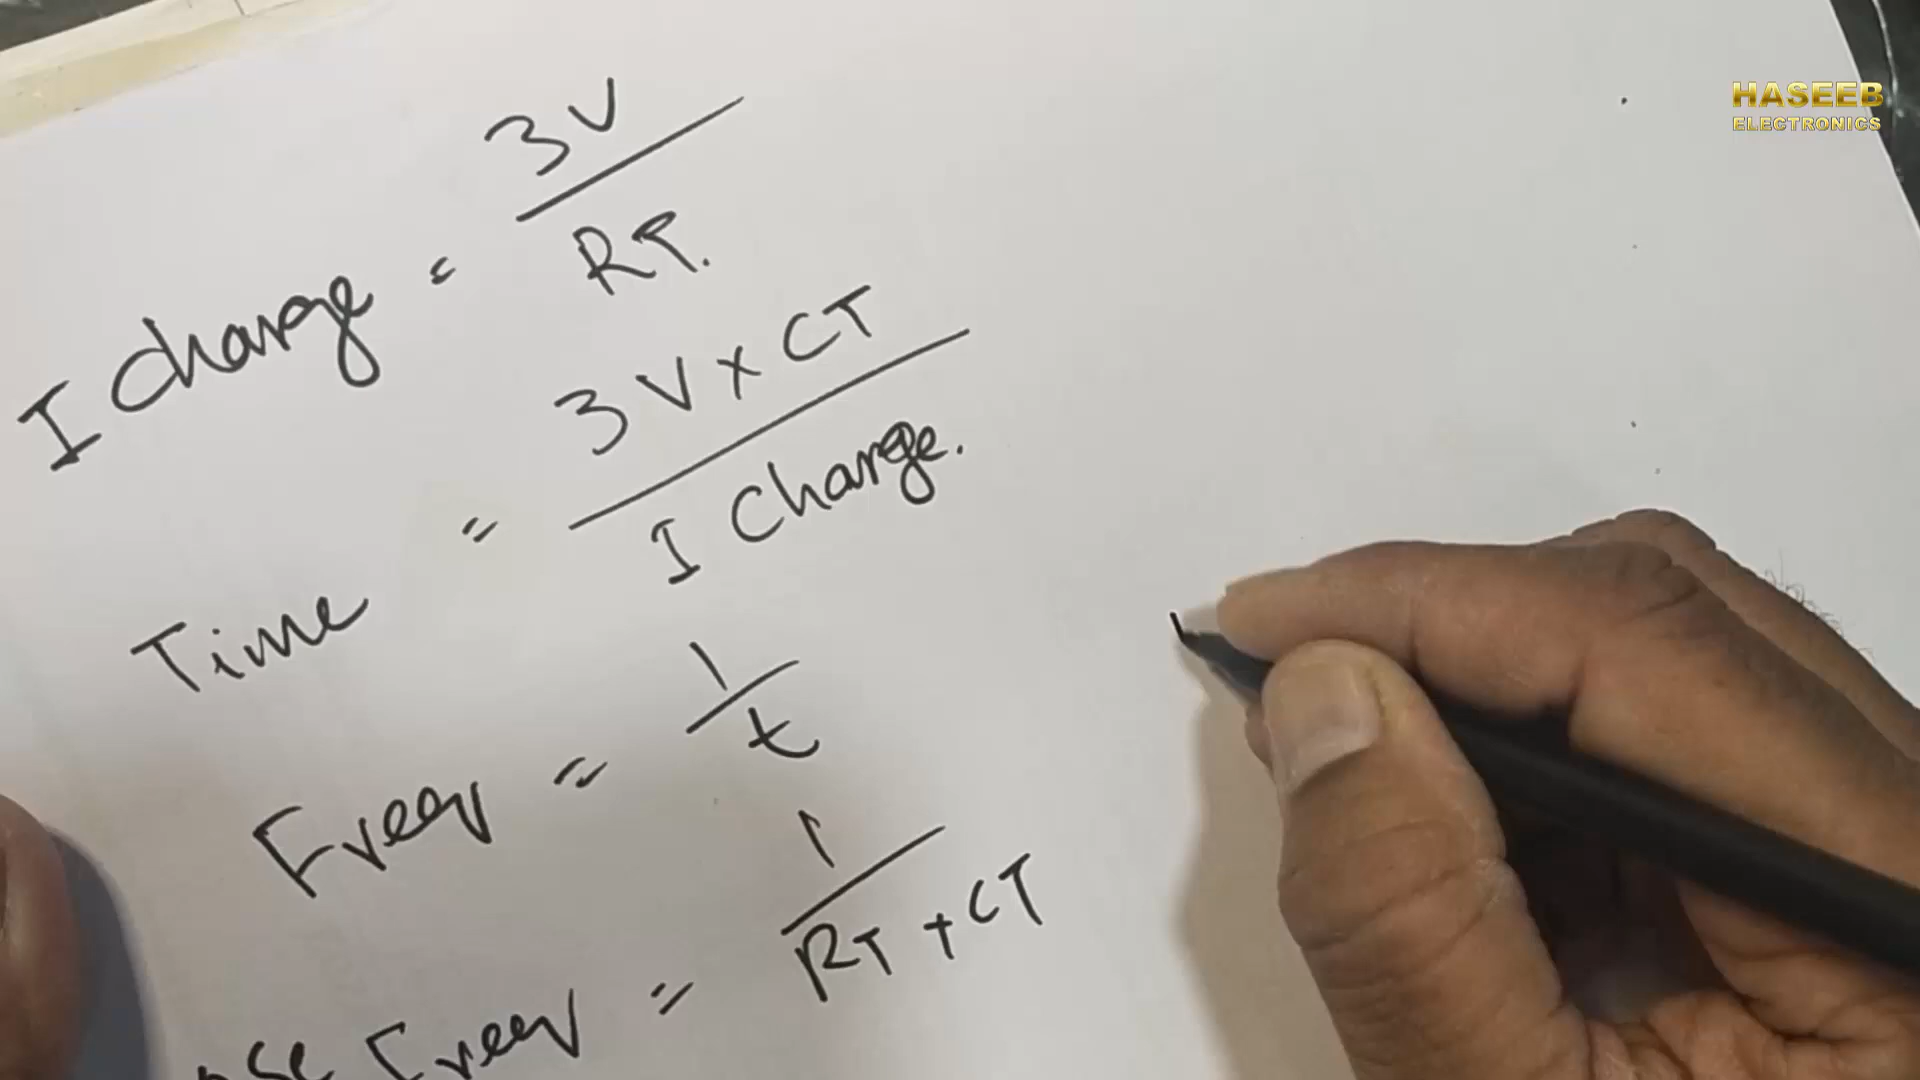 HASEEB
ELECTRONICS
I charge = 3V / RT.
Time = 3V x CT / I Charge.
Freq = 1 / t
Freq = 1 / RT + CT